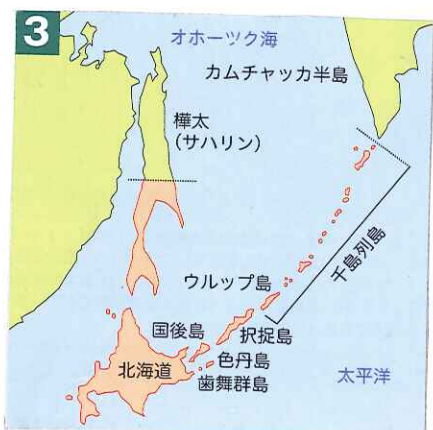 3
オホーツク海
カムチャッカ半島
樺太
(サハリン)
千島列島
ウルップ島
国後島
択捉島
色丹島
北海道
歯舞群島
太平洋